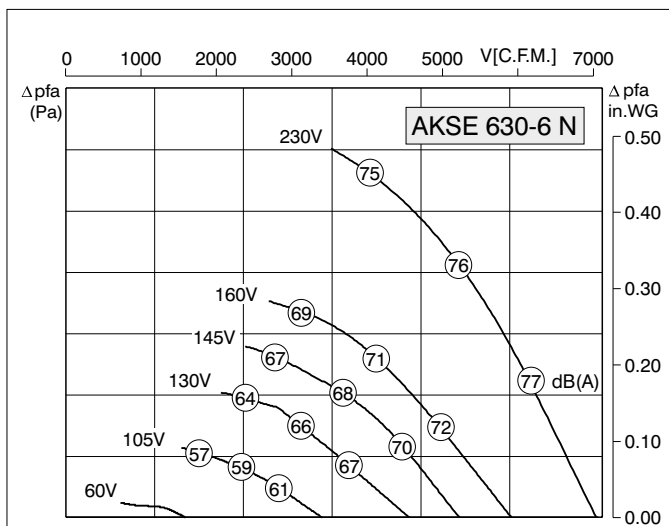 0 1000 2000 3000 4000 5000 V[C.F.M.] 7000
Δpfa
(Pa)
Δ pfa
in.WG
AKSE 630-6 N
0.50
230V
75
0.40
76
0.30
160V
69
145V
67
71
0.20
77 dB(A)
130V
64
68
66
72
0.10
105V
57
59
67
70
61
60V
0.00